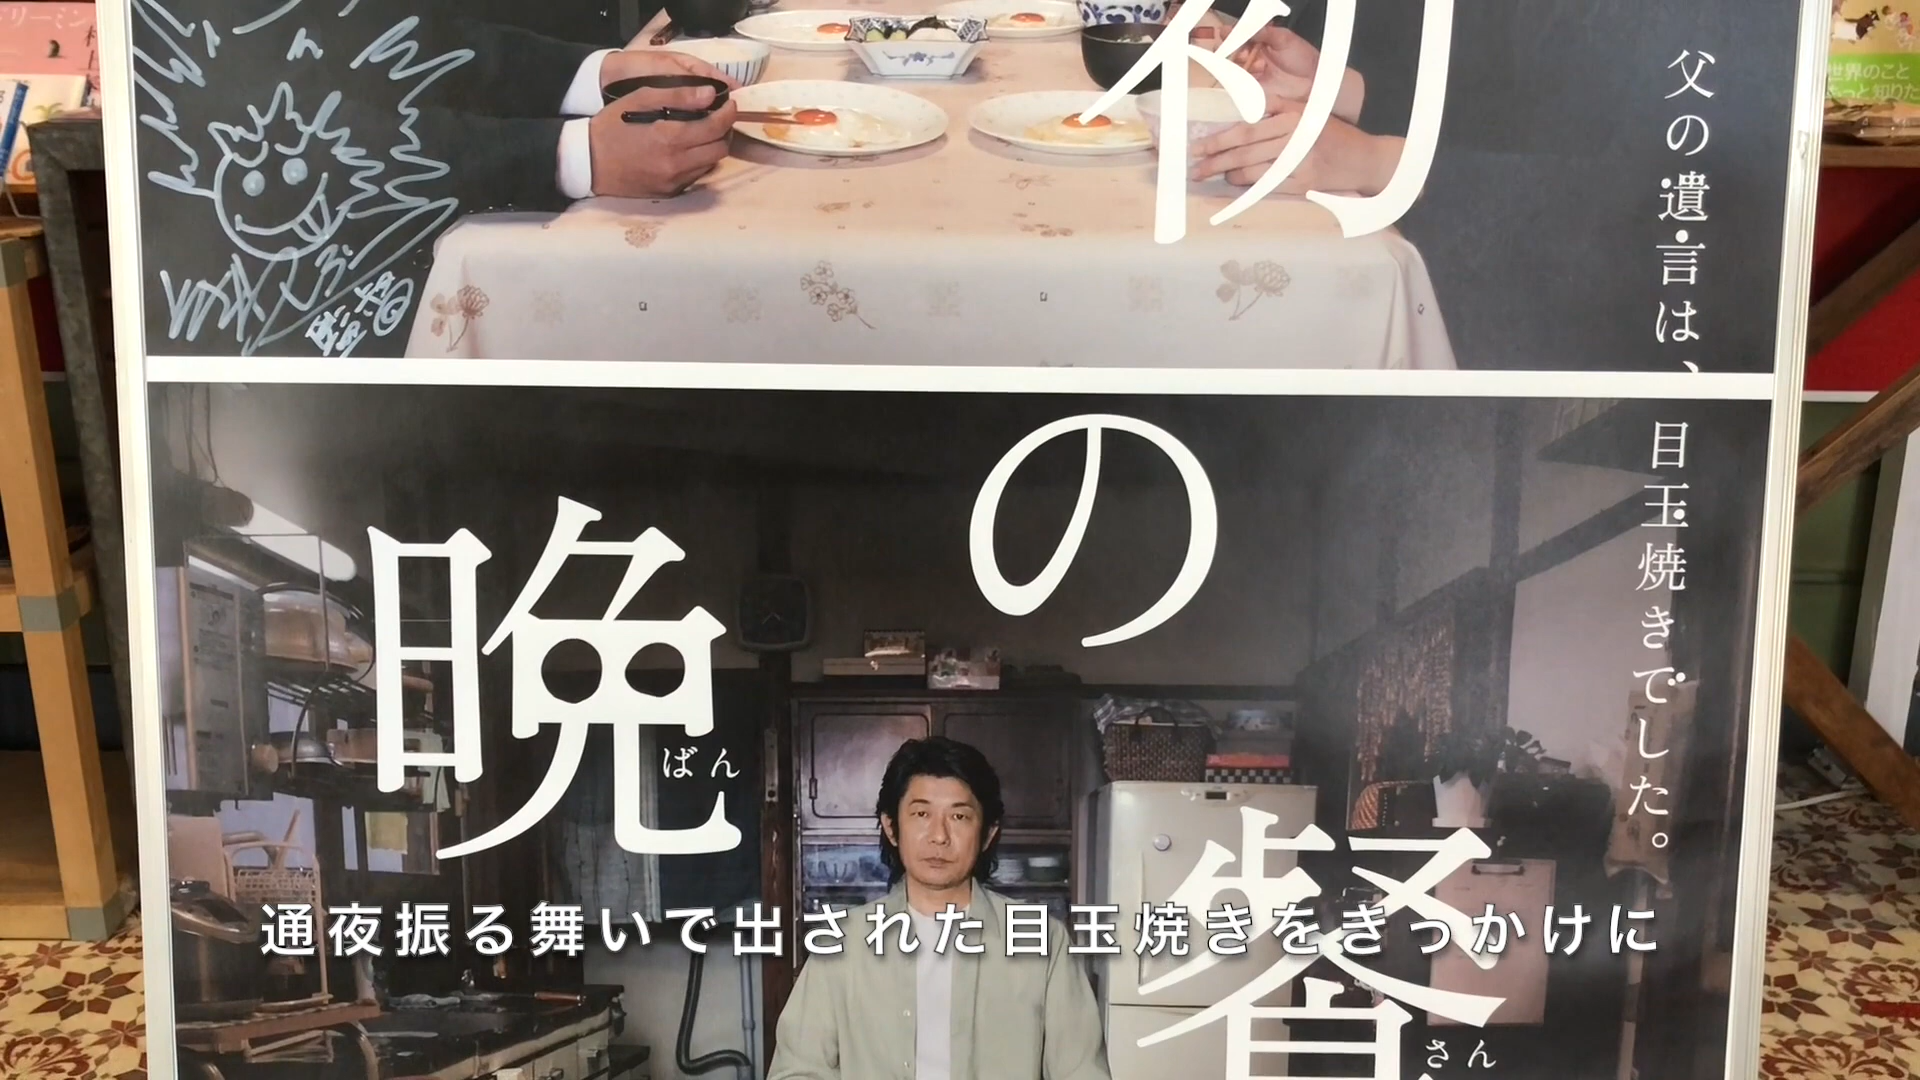 初
の
晩
ばん
餐
さん
父の遺言は、
目玉焼きでした。
世界のこと
もっと知りた
通夜振る舞いで出された目玉焼きをきっかけに